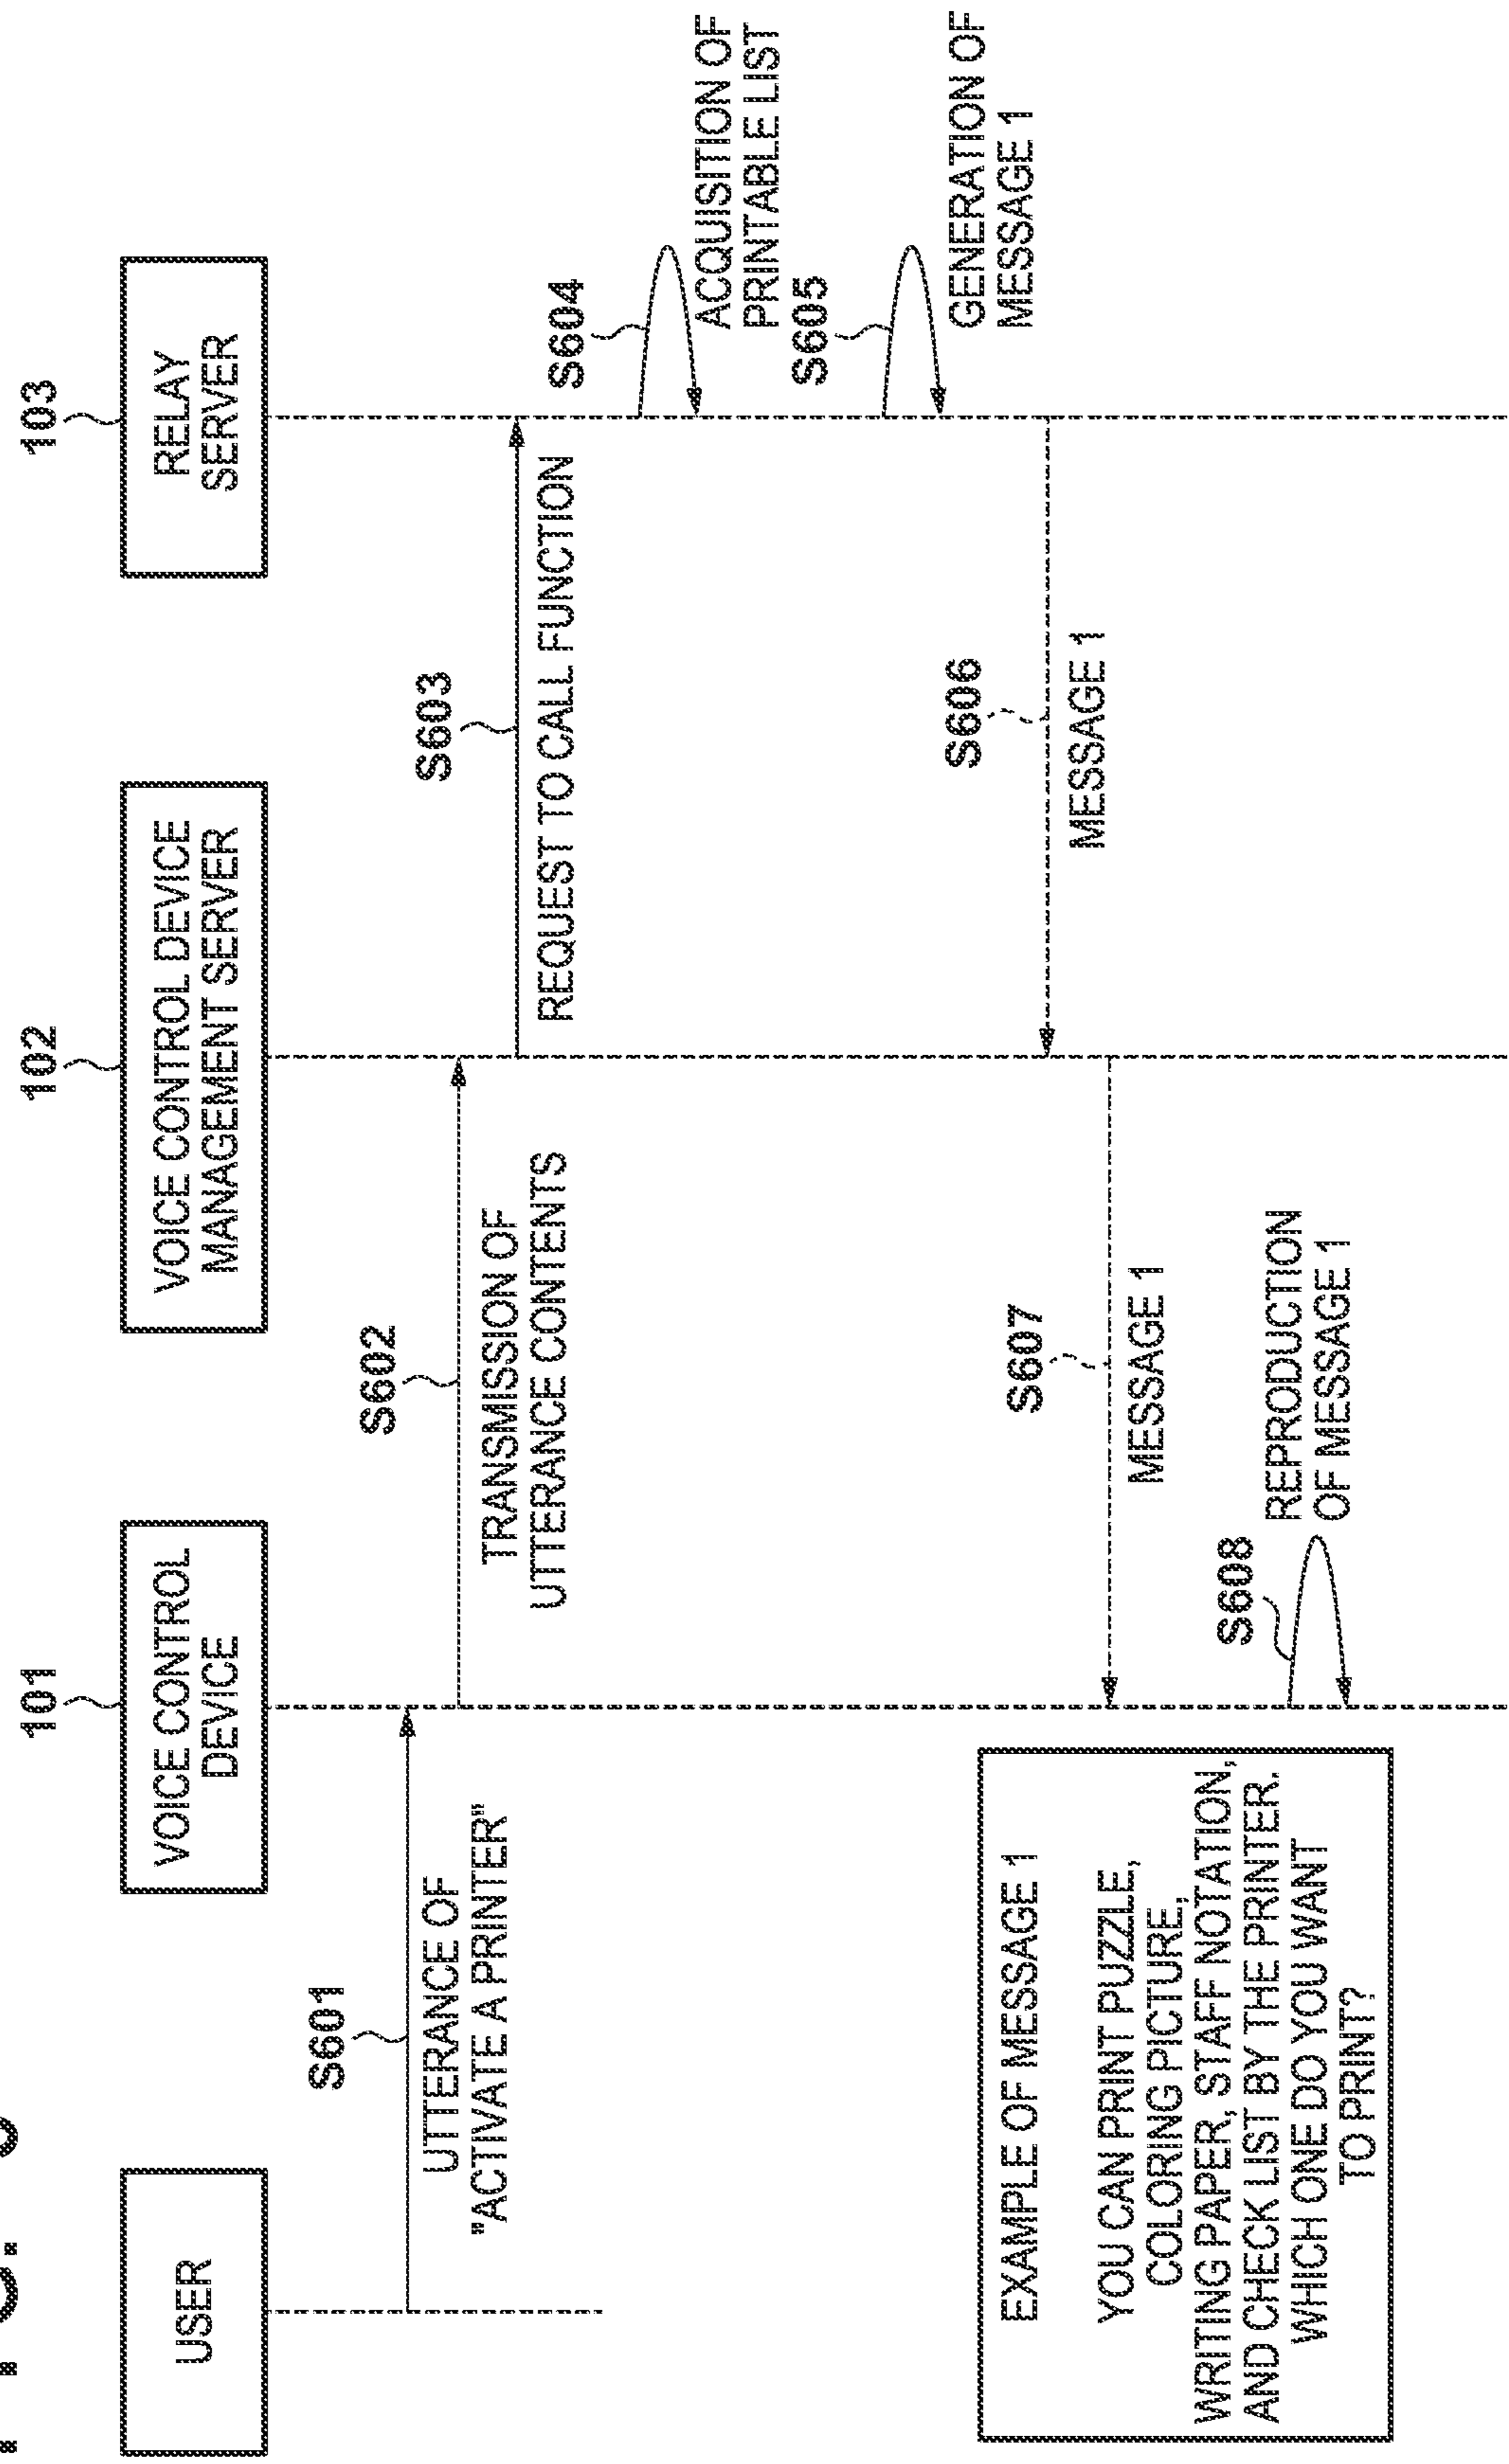 USER
101
VOICE CONTROL
DEVICE
102
VOICE CONTROL DEVICE
MANAGEMENT SERVER
103
RELAY
SERVER
S601
UTTERANCE OF
"ACTIVATE A PRINTER"
S602
TRANSMISSION OF
UTTERANCE CONTENTS
S603
REQUEST TO CALL FUNCTION
S604
ACQUISITION OF
PRINTABLE LIST
S605
GENERATION OF
MESSAGE 1
S606
MESSAGE 1
S607
MESSAGE 1
S608
REPRODUCTION
OF MESSAGE 1
EXAMPLE OF MESSAGE 1
YOU CAN PRINT PUZZLE,
COLORING PICTURE,
WRITING PAPER, STAFF NOTATION,
AND CHECK LIST BY THE PRINTER.
WHICH ONE DO YOU WANT
TO PRINT?